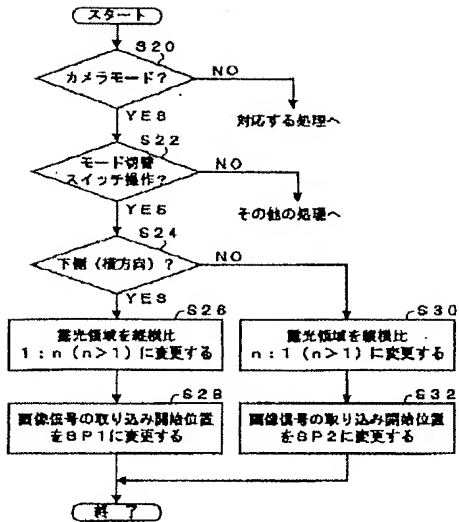 スタート
S20
カメラモード?
NO
YES
対応する処理へ
S22
モード切替
スイッチ操作?
NO
YES
その他の処理へ
S24
下側(横方向)?
NO
YES
S26
露光領域を縦横比
1:n(n>1)に変更する
S30
露光領域を縦横比
n:1(n>1)に変更する
S28
画像信号の取り込み開始位置
をSP1に変更する
S32
画像信号の取り込み開始位置
をSP2に変更する
終了